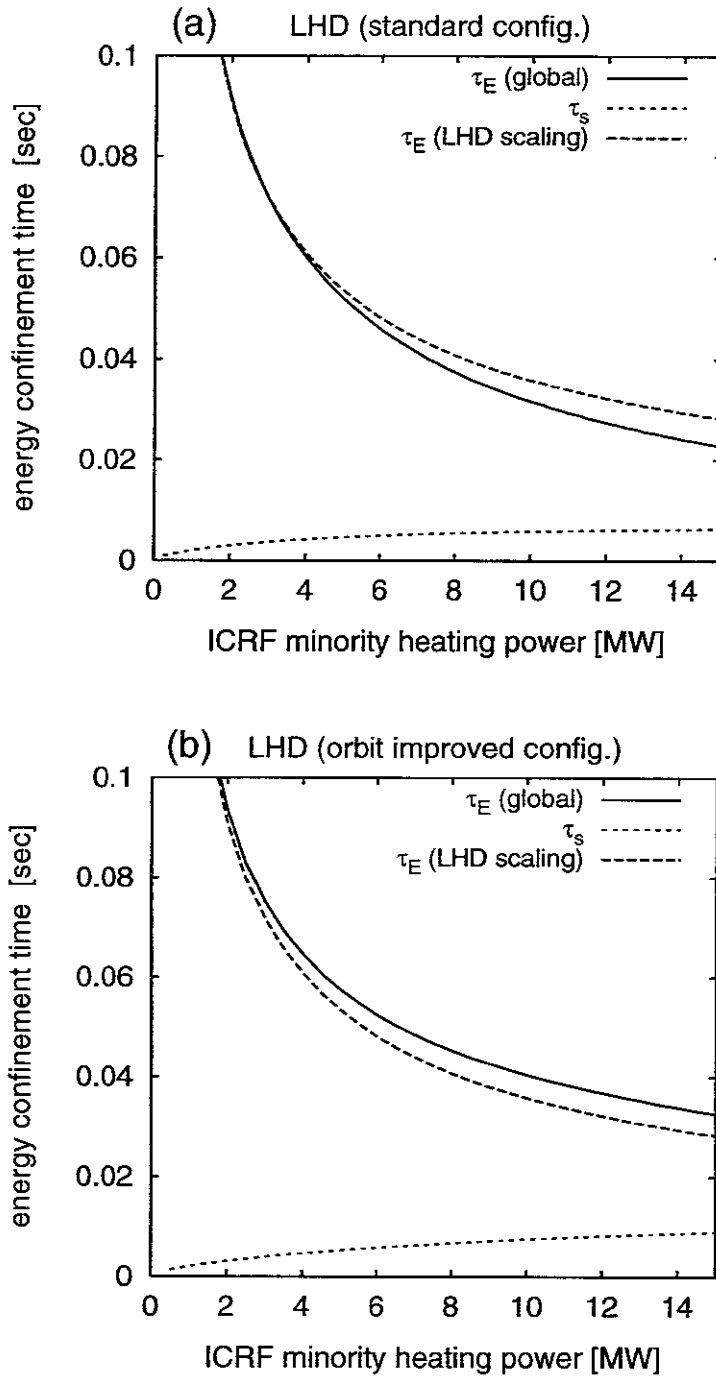 (a) LHD (standard config.)
τE (global)
τs
τE (LHD scaling)
energy confinement time [sec]
0.1
0.08
0.06
0.04
0.02
0
0 2 4 6 8 10 12 14
ICRF minority heating power [MW]
(b) LHD (orbit improved config.)
τE (global)
τs
τE (LHD scaling)
energy confinement time [sec]
0.1
0.08
0.06
0.04
0.02
0
0 2 4 6 8 10 12 14
ICRF minority heating power [MW]